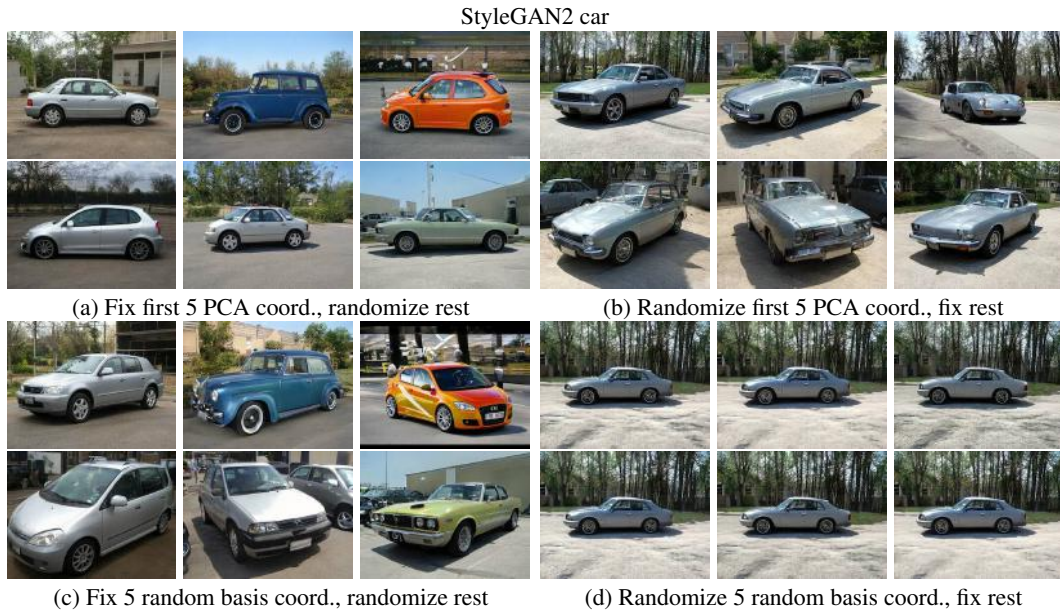 StyleGAN2 car
(a) Fix first 5 PCA coord., randomize rest
(b) Randomize first 5 PCA coord., fix rest
(c) Fix 5 random basis coord., randomize rest
(d) Randomize 5 random basis coord., fix rest